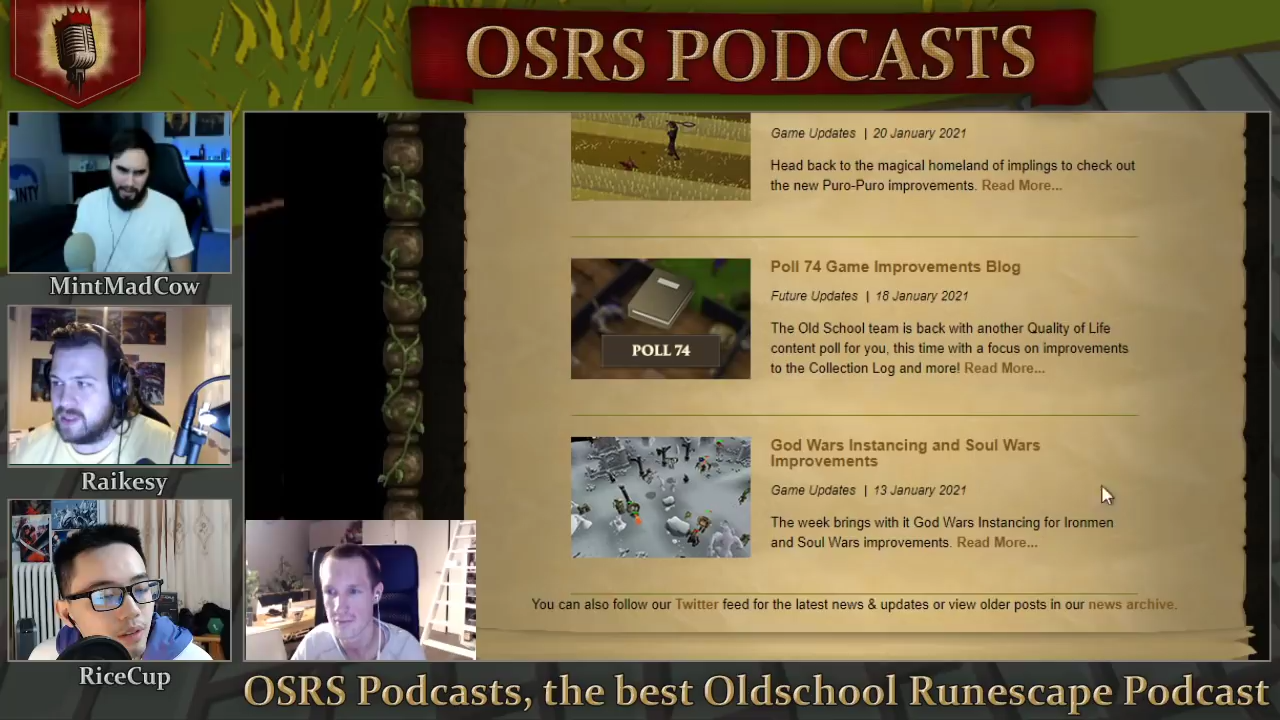 OSRS PODCASTS
MintMadCow
Raikesy
RiceCup
Game Updates | 20 January 2021
Head back to the magical homeland of implings to check out
the new Puro-Puro improvements. Read More...
POLL 74
Poll 74 Game Improvements Blog
Future Updates | 18 January 2021
The Old School team is back with another Quality of Life
content poll for you, this time with a focus on improvements
to the Collection Log and more! Read More...
God Wars Instancing and Soul Wars
Improvements
Game Updates | 13 January 2021
The week brings with it God Wars Instancing for Ironmen
and Soul Wars improvements. Read More...
You can also follow our Twitter feed for the latest news & updates or view older posts in our news archive.
OSRS Podcasts, the best Oldschool Runescape Podcast